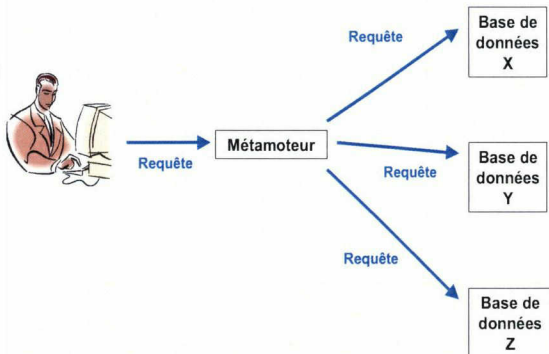 Requête
Base de
données
X
Requête
Métamoteur
Requête
Base de
données
Y
Requête
Base de
données
Z